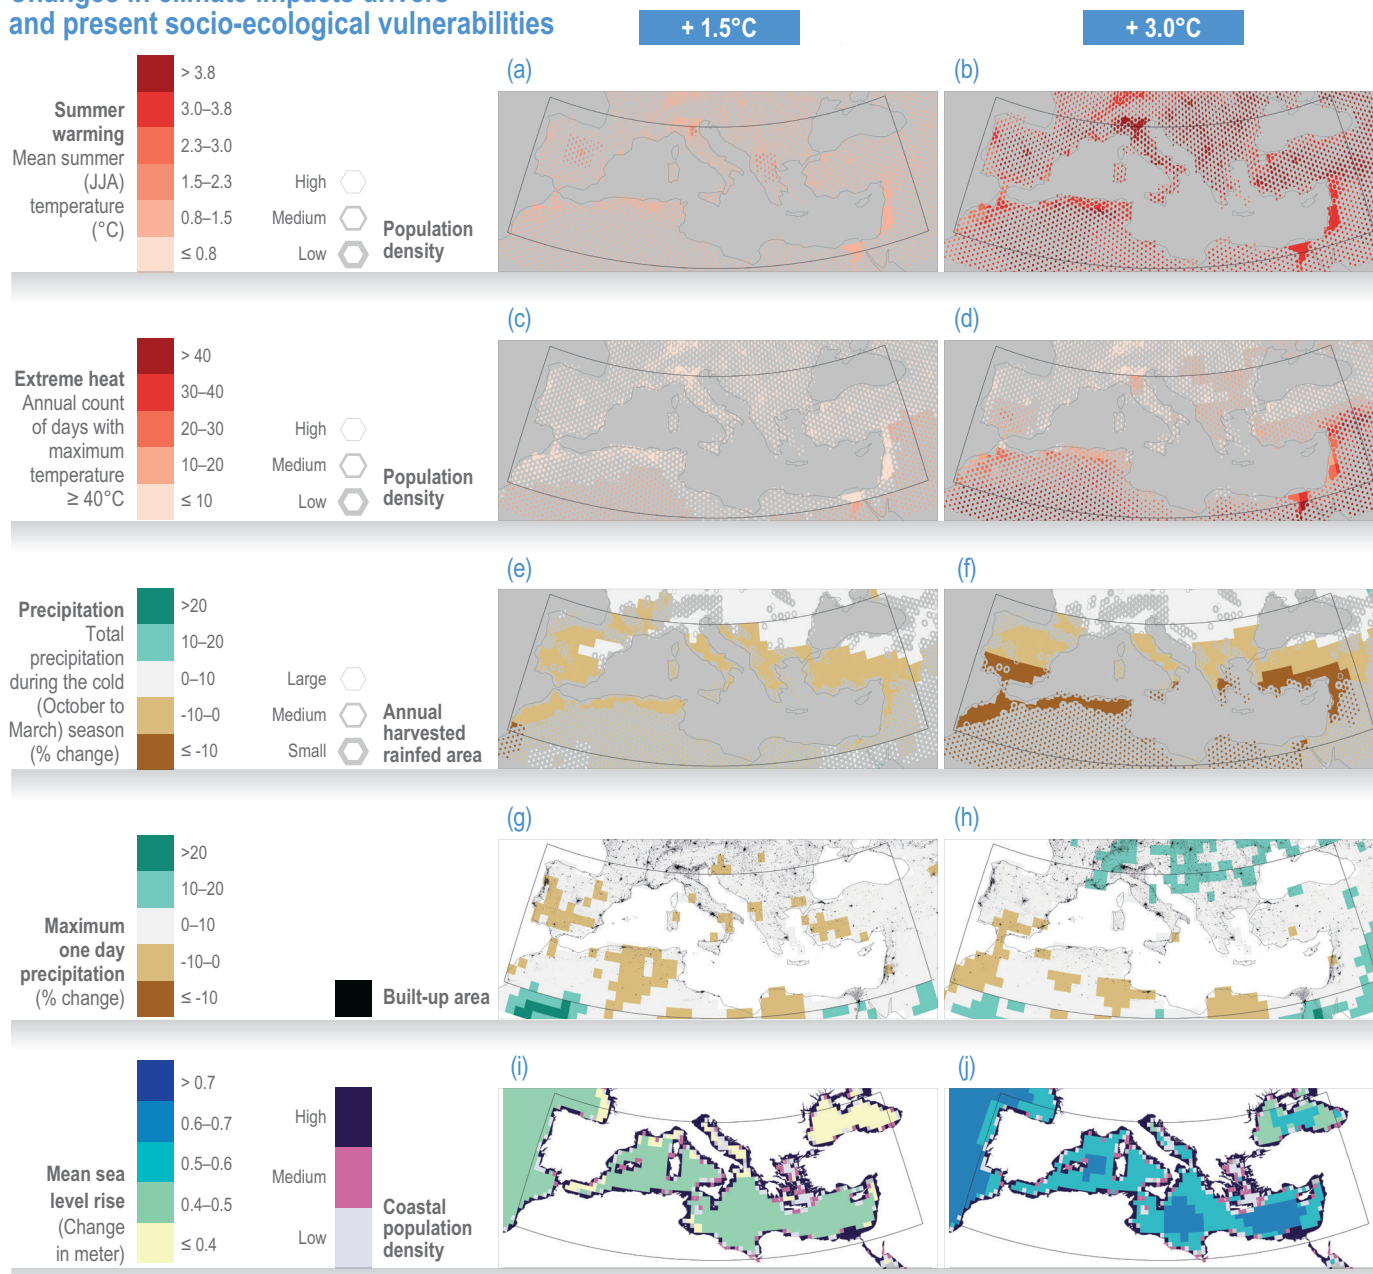 Changes in climate impacts drivers
and present socio-ecological vulnerabilities
+ 1.5°C
+ 3.0°C
(a)
(b)
Summer
warming
Mean summer
(JJA)
temperature
(°C)
> 3.8
3.0–3.8
2.3–3.0
1.5–2.3
0.8–1.5
≤ 0.8
High
Medium
Low
Population
density
(c)
(d)
Extreme heat
Annual count
of days with
maximum
temperature
≥ 40°C
> 40
30–40
20–30
10–20
≤ 10
High
Medium
Low
Population
density
(e)
(f)
Precipitation
Total
precipitation
during the cold
(October to
March) season
(% change)
>20
10–20
0–10
-10–0
≤ -10
Large
Medium
Small
Annual
harvested
rainfed area
(g)
(h)
Maximum
one day
precipitation
(% change)
>20
10–20
0–10
-10–0
≤ -10
Built-up area
(i)
(j)
Mean sea
level rise
(Change
in meter)
> 0.7
0.6–0.7
0.5–0.6
0.4–0.5
≤ 0.4
High
Medium
Low
Coastal
population
density